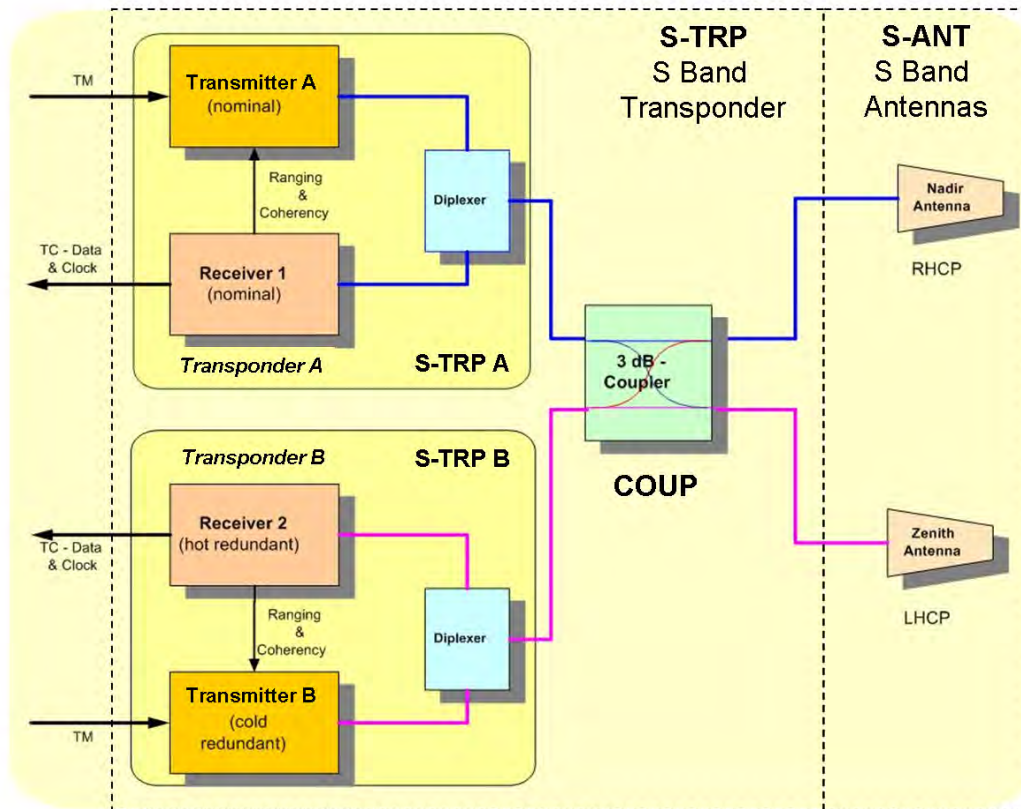 S-TRP
S Band
Transponder
S-ANT
S Band
Antennas
TM
Transmitter A
(nominal)
Ranging
&
Coherency
Diplexer
TC - Data
& Clock
Receiver 1
(nominal)
Transponder A
S-TRP A
Nadir
Antenna
RHCP
3 dB -
Coupler
COUP
Transponder B
S-TRP B
Receiver 2
(hot redundant)
TC - Data
& Clock
Ranging
&
Coherency
Diplexer
Transmitter B
(cold
redundant)
TM
Zenith
Antenna
LHCP